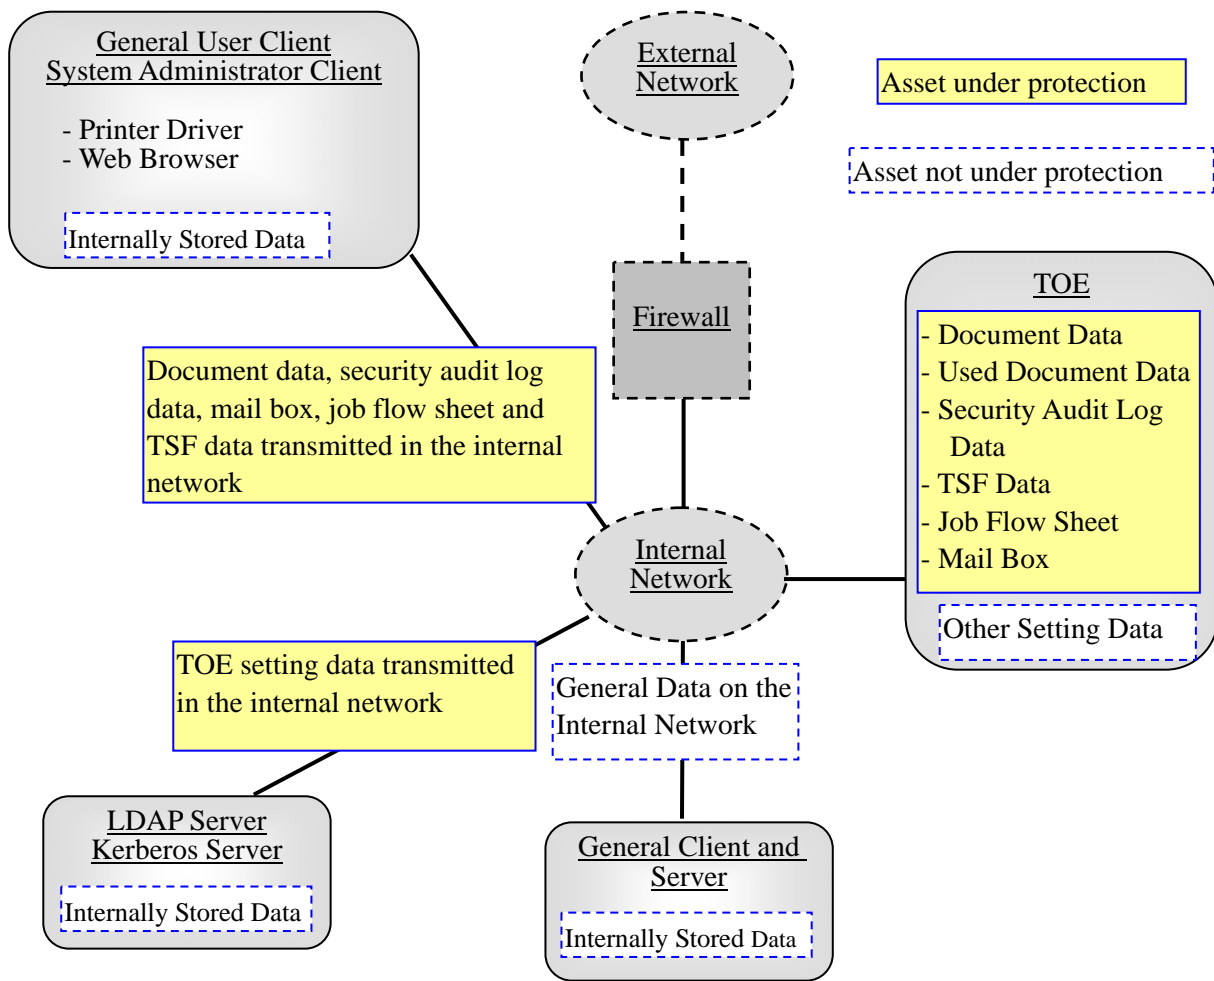 General User Client
System Administrator Client
- Printer Driver
- Web Browser
Internally Stored Data
External
Network
Asset under protection
Asset not under protection
Firewall
TOE
- Document Data
- Used Document Data
- Security Audit Log
Data
- TSF Data
- Job Flow Sheet
- Mail Box
Other Setting Data
Document data, security audit log
data, mail box, job flow sheet and
TSF data transmitted in the internal
network
Internal
Network
TOE setting data transmitted
in the internal network
General Data on the
Internal Network
LDAP Server
Kerberos Server
Internally Stored Data
General Client and
Server
Internally Stored Data